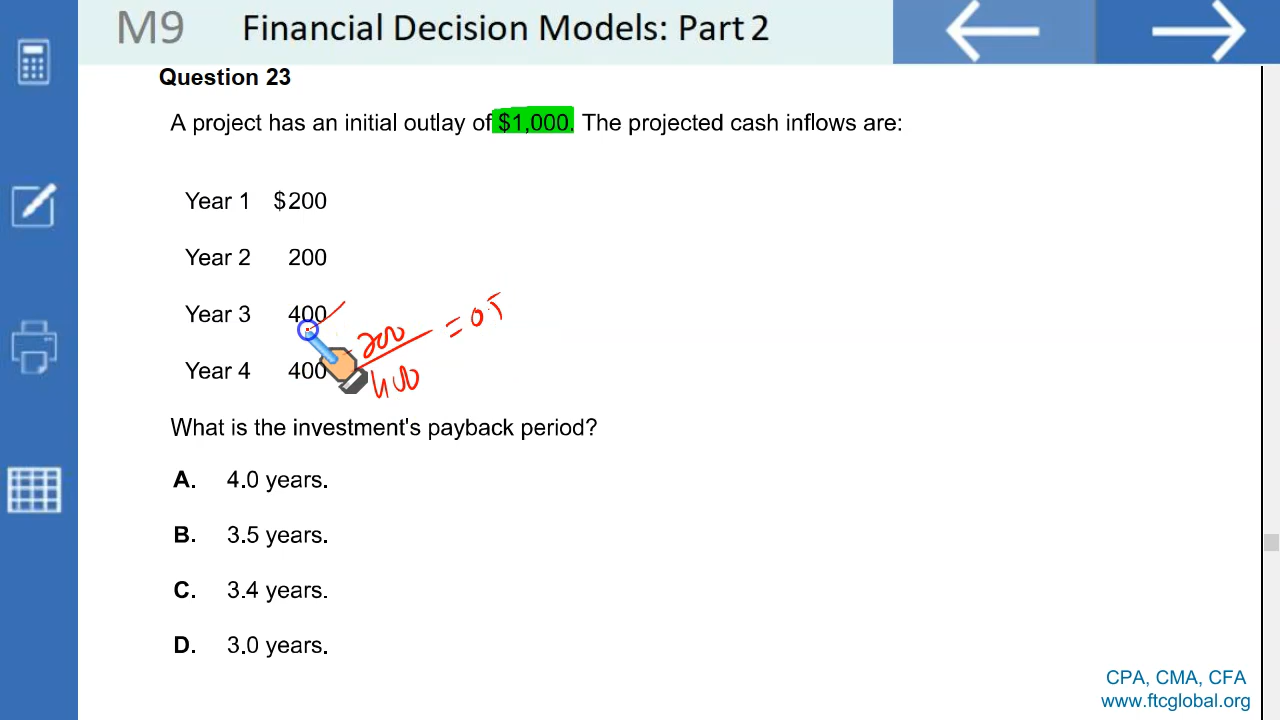 M9 Financial Decision Models: Part 2
Question 23
A project has an initial outlay of $1,000. The projected cash inflows are:
Year 1 $200
Year 2 200
Year 3 400
Year 4 400
200
400
= 0.5
What is the investment's payback period?
A. 4.0 years.
B. 3.5 years.
C. 3.4 years.
D. 3.0 years.
CPA, CMA, CFA
www.ftcglobal.org